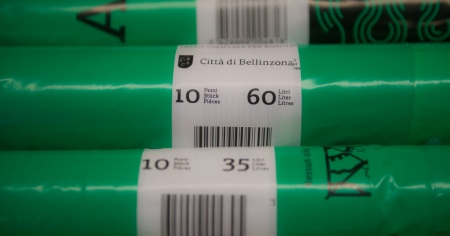 A
Città di Bellinzona
10 Pezzi Stück Pièces 60 Litri Liter Litres
10 Pezzi Stück Pièces 35 Litri Liter Litres